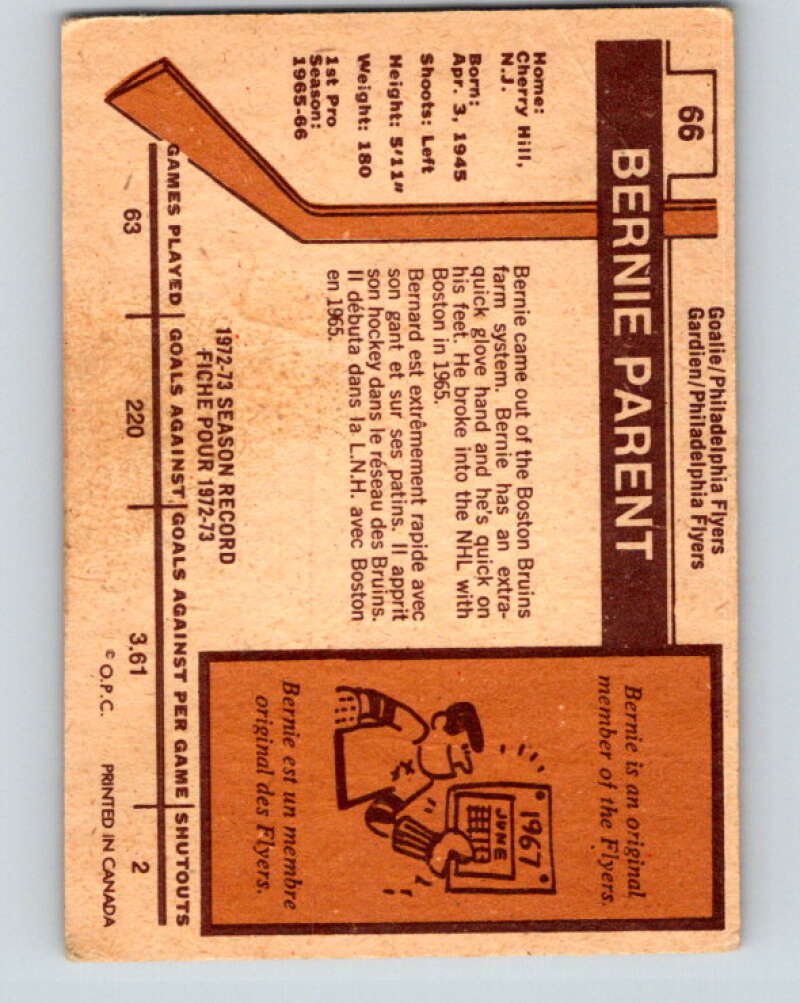 66
Goalie/Philadelphia Flyers
Gardien/Philadelphia Flyers
BERNIE PARENT
Home:
Cherry Hill,
N.J.
Born:
Apr. 3, 1945
Shoots: Left
Height: 5'11"
Weight: 180
1st Pro
Season:
1965-66
Bernie came out of the Boston Bruins
farm system. Bernie has an extra-
quick glove hand and he's quick on
his feet. He broke into the NHL with
Boston in 1965.
Bernard est extrêmement rapide avec
son gant et sur ses patins. Il apprit
son hockey dans le réseau des Bruins.
Il débuta dans la L.N.H. avec Boston
en 1965.
Bernie is an original
member of the Flyers.
1967
JUNE
Bernie est un membre
original des Flyers.
1972-73 SEASON RECORD
FICHE POUR 1972-73
GAMES PLAYED GOALS AGAINST GOALS AGAINST PER GAME SHUTOUTS
63 220 3.61 2
© O.P.C. PRINTED IN CANADA